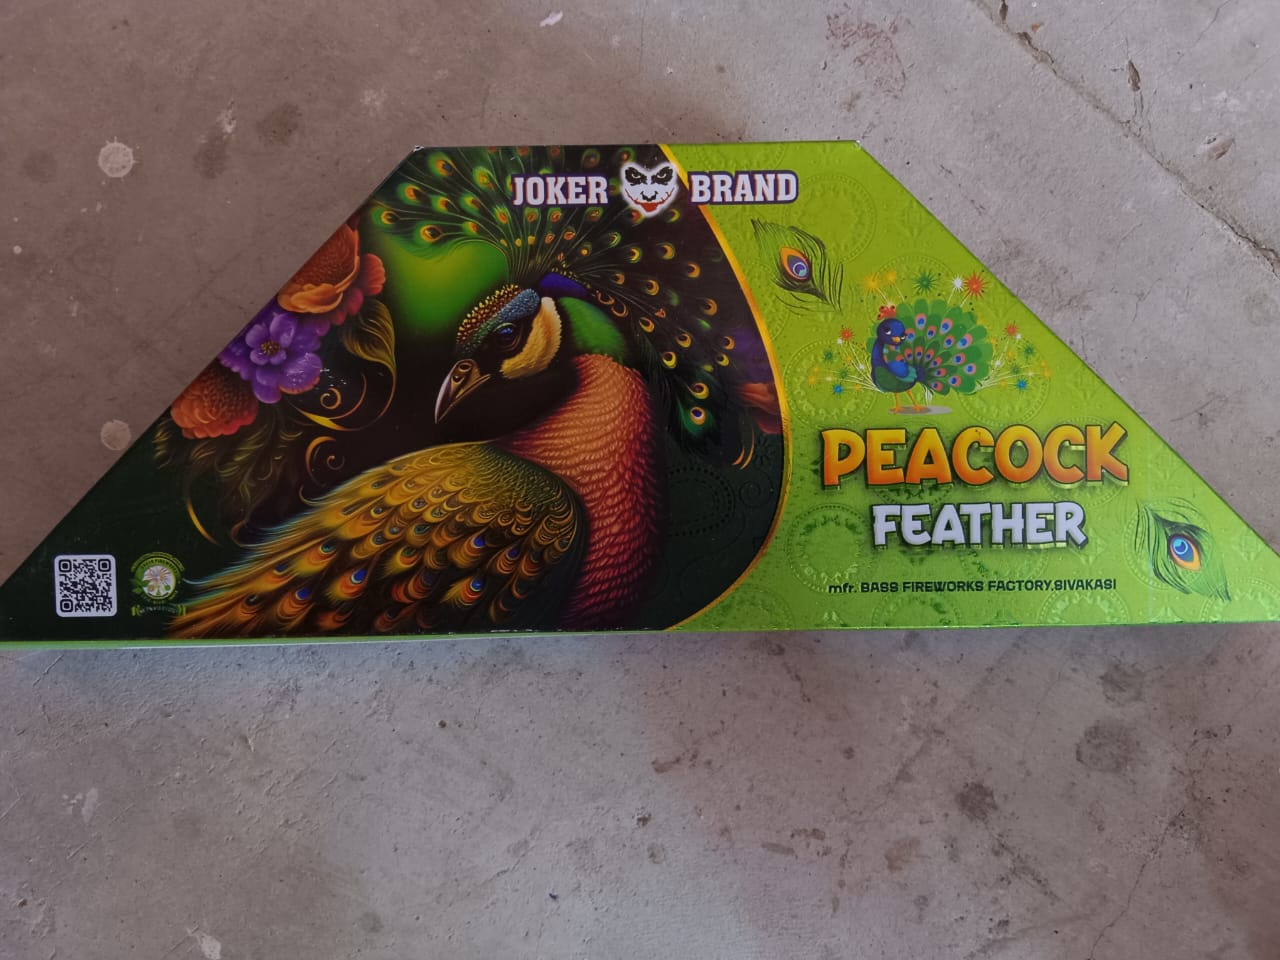 JOKER BRAND
PEACOCK
FEATHER
mfr. BASS FIREWORKS FACTORY.SIVAKASI